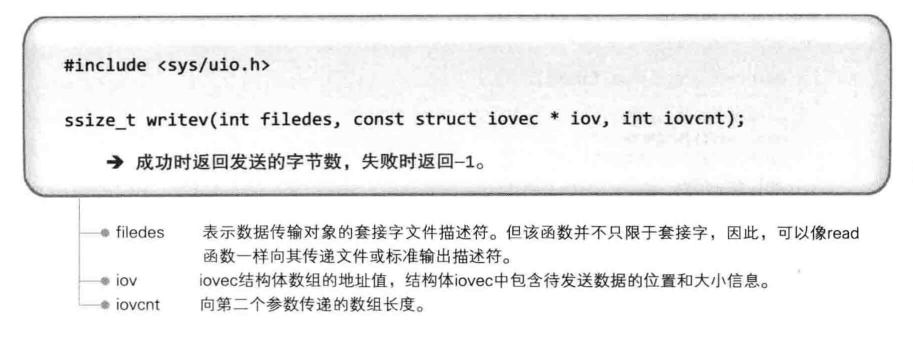 #include <sys/uio.h>
ssize_t writev(int filedes, const struct iovec * iov, int iovcnt);
➔ 成功时返回发送的字节数，失败时返回–1。
filedes 表示数据传输对象的套接字文件描述符。但该函数并不只限于套接字，因此，可以像read
函数一样向其传递文件或标准输出描述符。
iov iovec结构体数组的地址值，结构体iovec中包含待发送数据的位置和大小信息。
iovcnt 向第二个参数传递的数组长度。